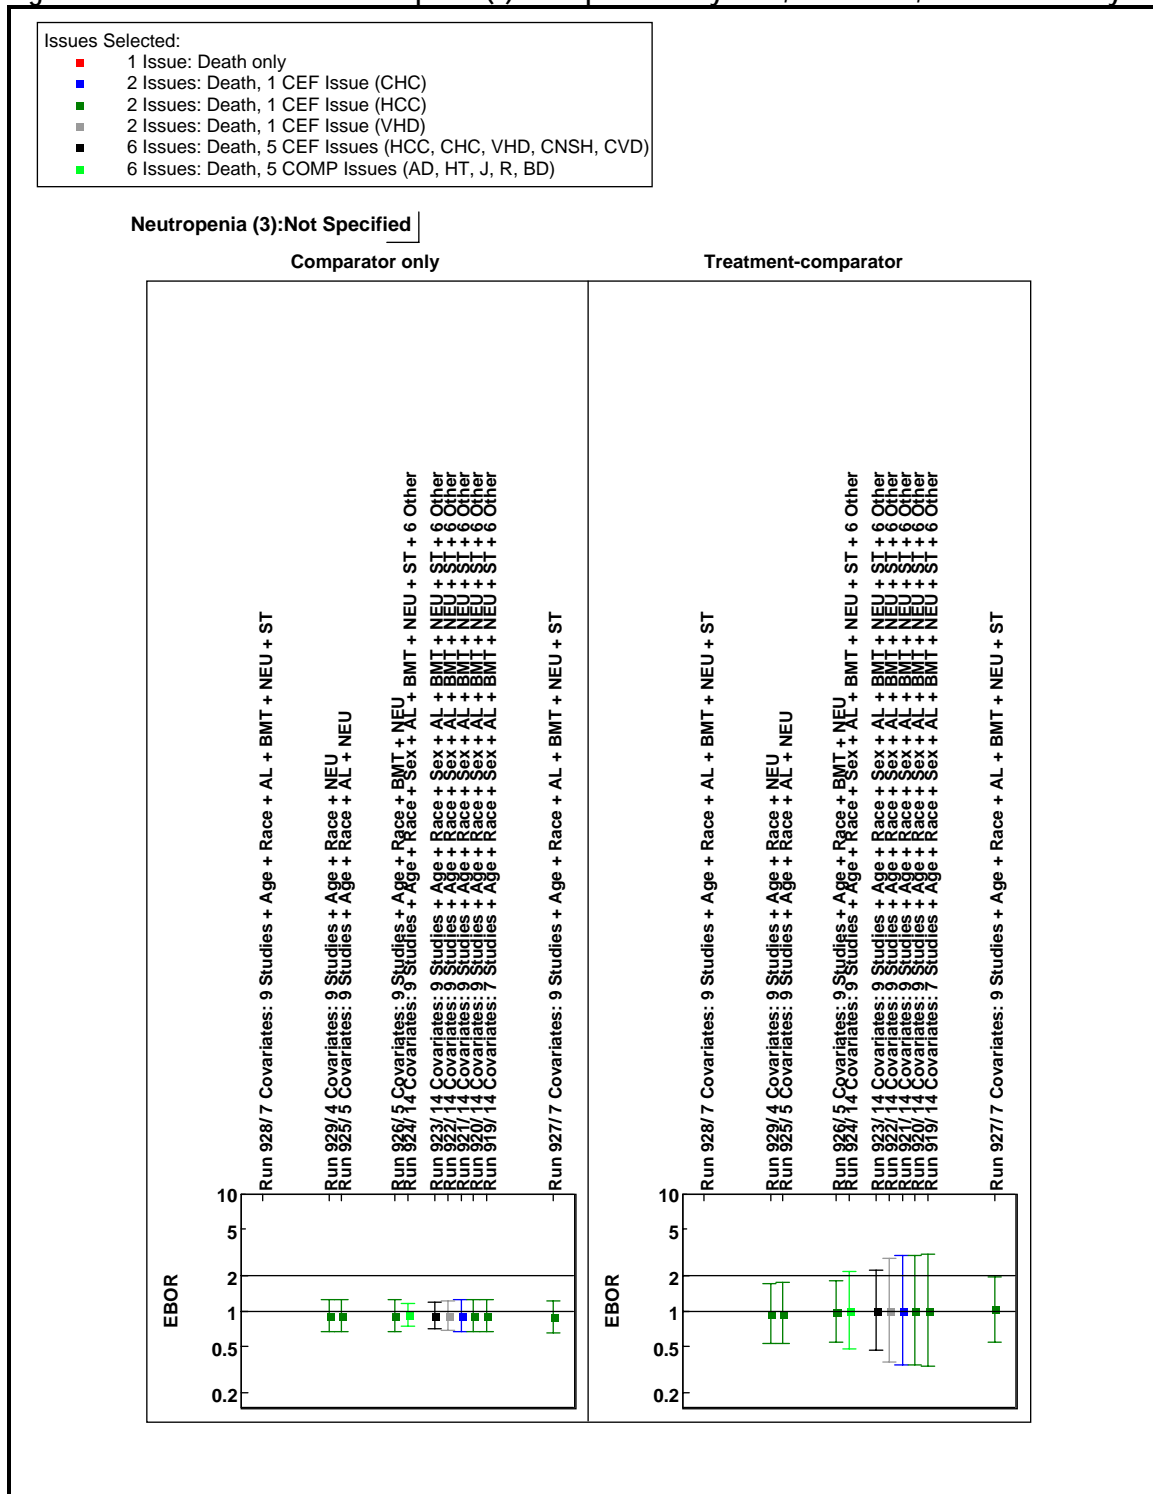 Issues Selected:
1 Issue: Death only
2 Issues: Death, 1 CEF Issue (CHC)
2 Issues: Death, 1 CEF Issue (HCC)
2 Issues: Death, 1 CEF Issue (VHD)
6 Issues: Death, 5 CEF Issues (HCC, CHC, VHD, CNSH, CVD)
6 Issues: Death, 5 COMP Issues (AD, HT, J, R, BD)
Neutropenia (3):Not Specified
Comparator only
Run 928/ 7 Covariates: 9 Studies + Age + Race + AL + BMT + NEU + ST
Run 929/ 4 Covariates: 9 Studies + Age + Race + NEU
Run 925/ 5 Covariates: 9 Studies + Age + Race + AL + NEU
Run 926/ 5 Covariates: 9 Studies + Age + Race + BMT + NEU
Run 924/ 14 Covariates: 9 Studies + Age + Race + Sex + AL + BMT + NEU + ST + 6 Other
Run 923/ 14 Covariates: 9 Studies + Age + Race + Sex + AL + BMT + NEU + ST + 6 Other
Run 922/ 14 Covariates: 9 Studies + Age + Race + Sex + AL + BMT + NEU + ST + 6 Other
Run 921/ 14 Covariates: 9 Studies + Age + Race + Sex + AL + BMT + NEU + ST + 6 Other
Run 920/ 14 Covariates: 9 Studies + Age + Race + Sex + AL + BMT + NEU + ST + 6 Other
Run 919/ 14 Covariates: 7 Studies + Age + Race + Sex + AL + BMT + NEU + ST + 6 Other
Run 927/ 7 Covariates: 9 Studies + Age + Race + AL + BMT + NEU + ST
EBOR
10
5
2
1
0.5
0.2
Treatment-comparator
Run 928/ 7 Covariates: 9 Studies + Age + Race + AL + BMT + NEU + ST
Run 929/ 4 Covariates: 9 Studies + Age + Race + NEU
Run 925/ 5 Covariates: 9 Studies + Age + Race + AL + NEU
Run 926/ 5 Covariates: 9 Studies + Age + Race + BMT + NEU
Run 924/ 14 Covariates: 9 Studies + Age + Race + Sex + AL + BMT + NEU + ST + 6 Other
Run 923/ 14 Covariates: 9 Studies + Age + Race + Sex + AL + BMT + NEU + ST + 6 Other
Run 922/ 14 Covariates: 9 Studies + Age + Race + Sex + AL + BMT + NEU + ST + 6 Other
Run 921/ 14 Covariates: 9 Studies + Age + Race + Sex + AL + BMT + NEU + ST + 6 Other
Run 920/ 14 Covariates: 9 Studies + Age + Race + Sex + AL + BMT + NEU + ST + 6 Other
Run 919/ 14 Covariates: 7 Studies + Age + Race + Sex + AL + BMT + NEU + ST + 6 Other
Run 927/ 7 Covariates: 9 Studies + Age + Race + AL + BMT + NEU + ST
EBOR
10
5
2
1
0.5
0.2